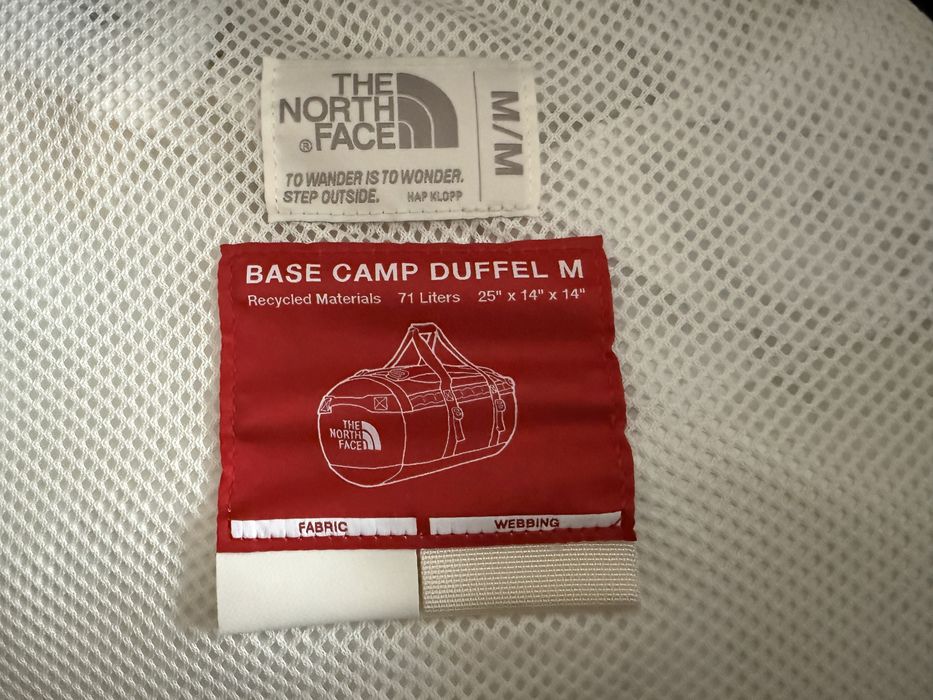 THE
NORTH
FACE
®
M/M
TO WANDER IS TO WONDER.
STEP OUTSIDE. HAP KLOPP
BASE CAMP DUFFEL M
Recycled Materials 71 Liters 25" x 14" x 14"
THE
NORTH
FACE
FABRIC WEBBING